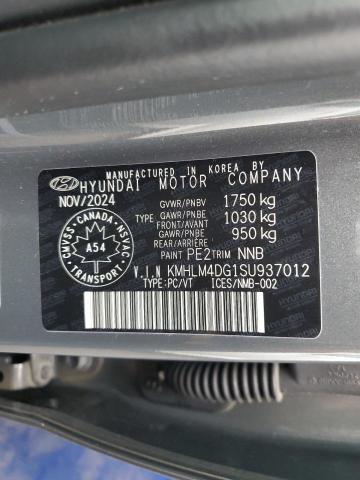 MANUFACTURED IN KOREA BY
HYUNDAI MOTOR COMPANY
NOV/2024
GVWR/PNBV 1750 kg
TYPE GAWR/PNBE FRONT/AVANT 1030 kg
GAWR/PNBE REAR/ARRIÈRE 950 kg
PAINT PE2 TRIM NNB
CANADA
CMVSS NSVAC
A54
TRANSPORT
V.I.N KMHLM4DG1SU937012
TYPE:PC/VT ICES/NMB-002